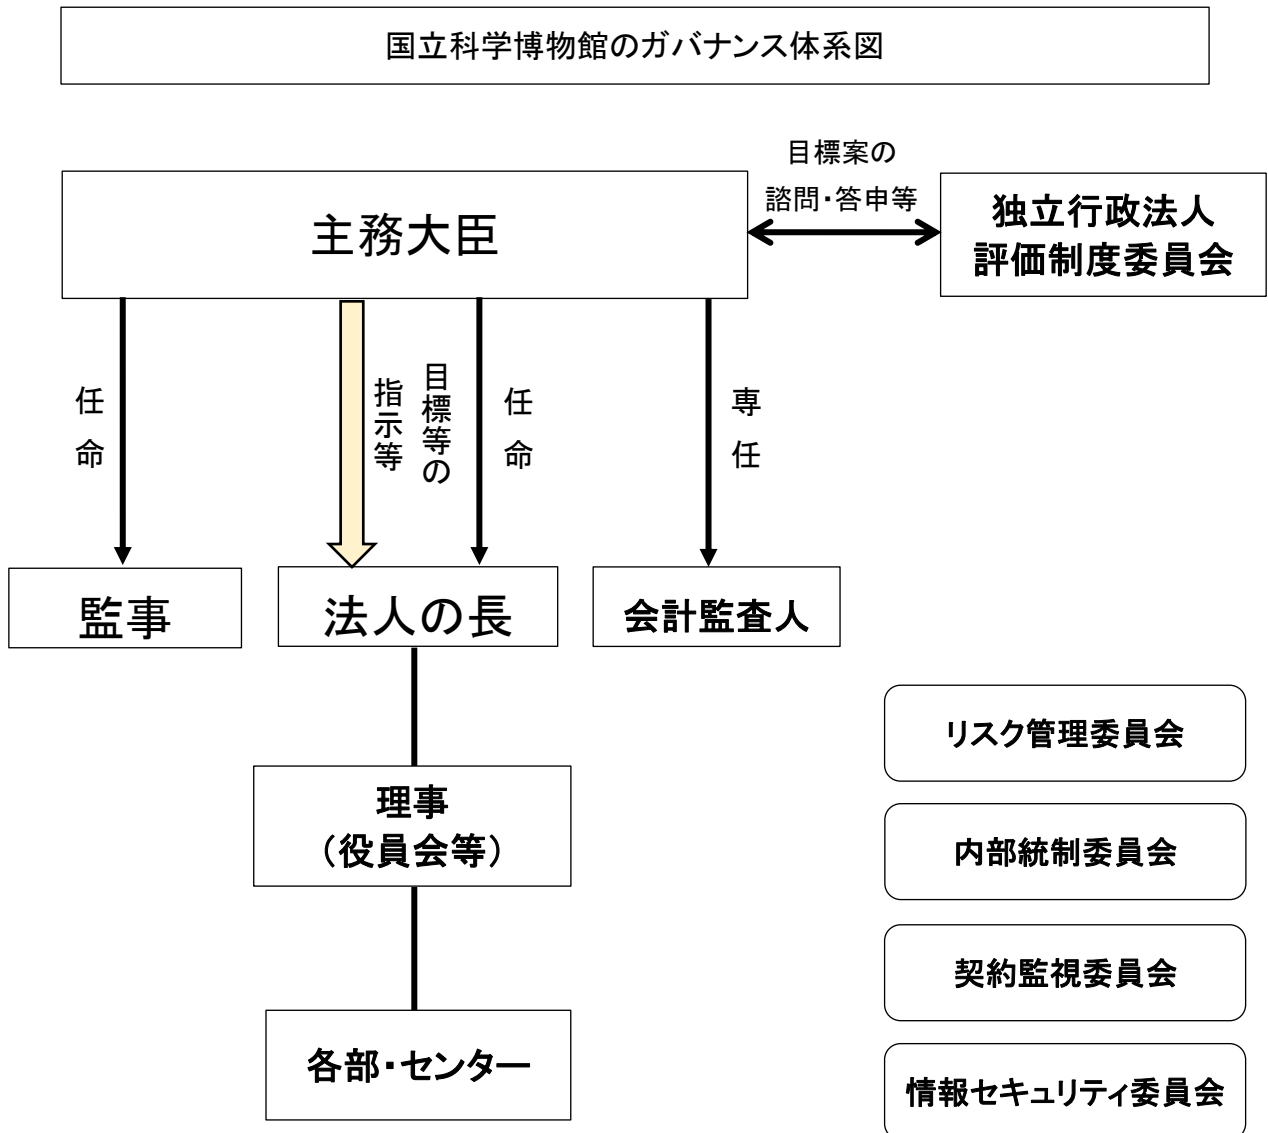 国立科学博物館のガバナンス体系図
目標案の
諮問・答申等
主務大臣
独立行政法人
評価制度委員会
任命
指示等
目標等の
任命
専任
監事
法人の長
会計監査人
リスク管理委員会
理事
（役員会等）
内部統制委員会
契約監視委員会
各部・センター
情報セキュリティ委員会